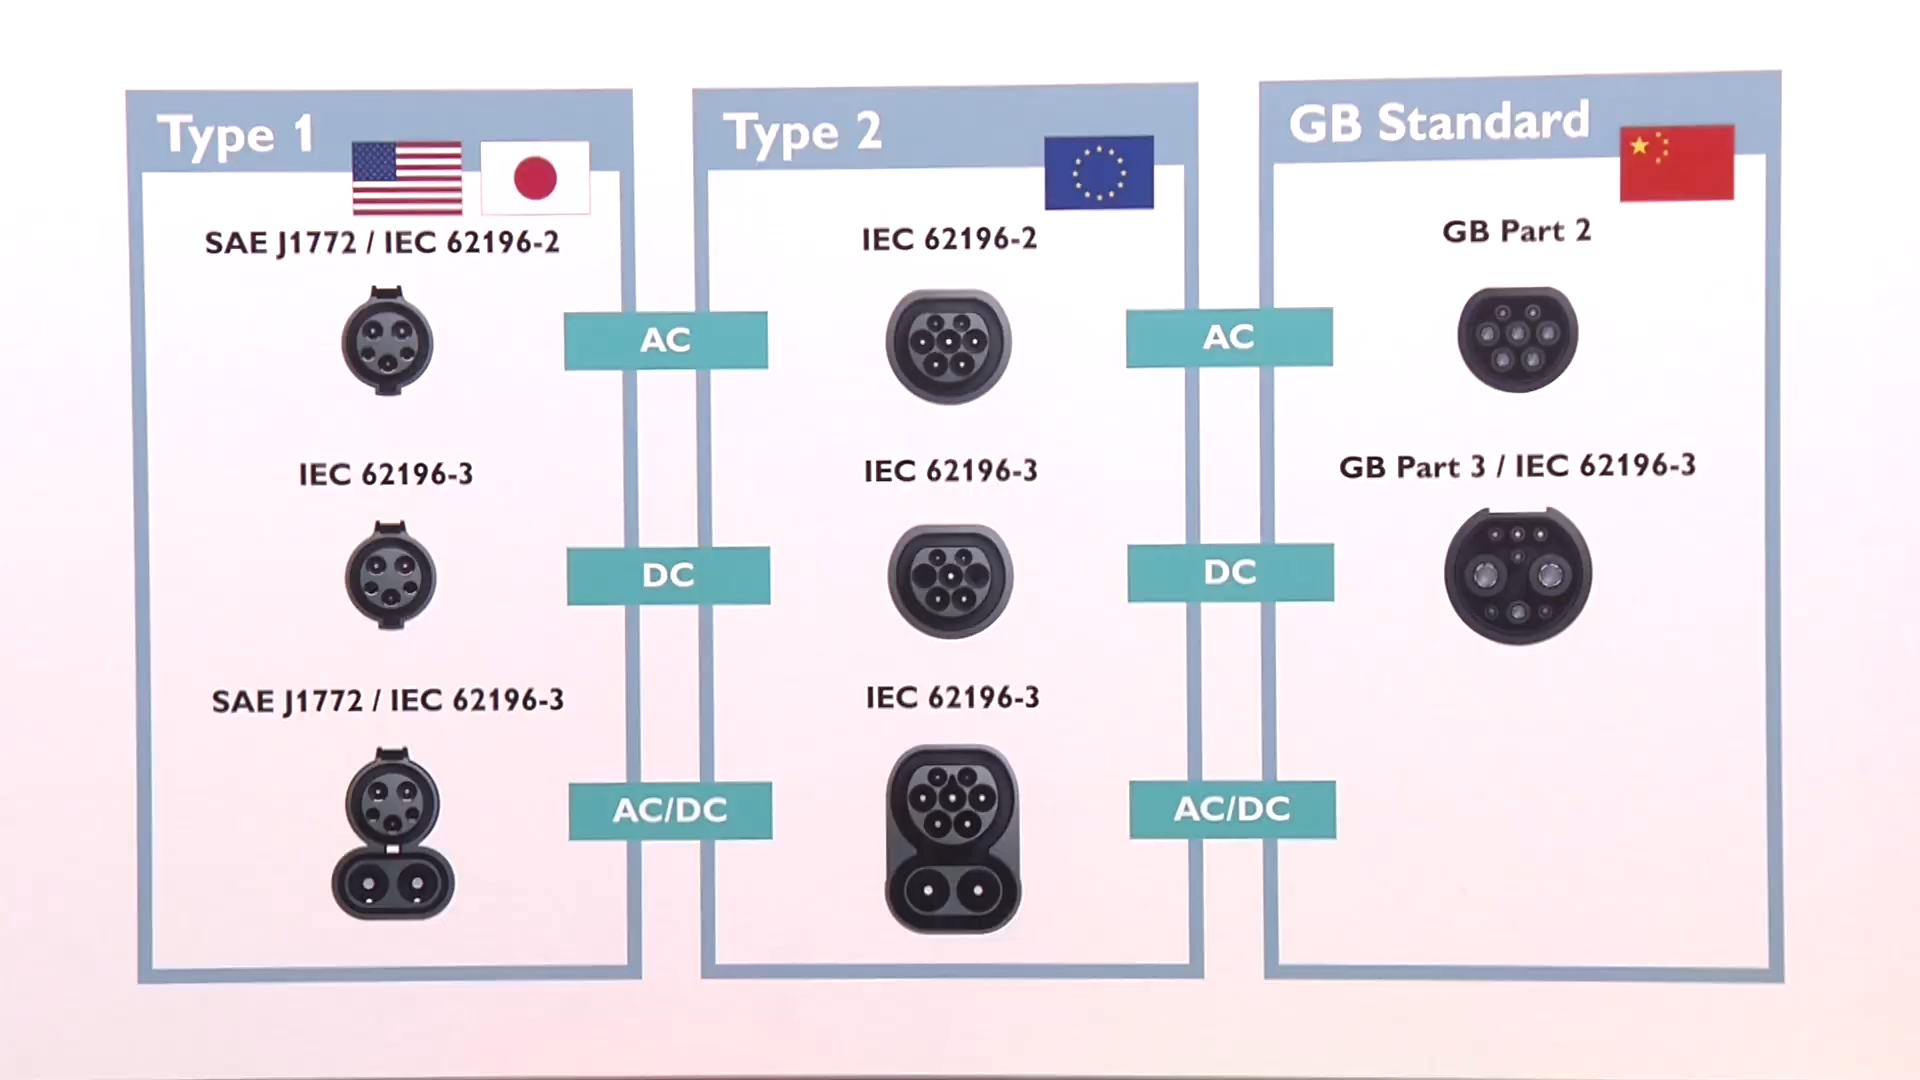 Type 1
SAE J1772 / IEC 62196-2
IEC 62196-3
SAE J1772 / IEC 62196-3
AC
DC
AC/DC
Type 2
IEC 62196-2
IEC 62196-3
IEC 62196-3
AC
DC
AC/DC
GB Standard
GB Part 2
GB Part 3 / IEC 62196-3